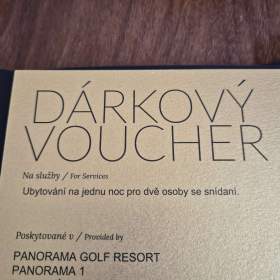 DÁRKOVÝ
VOUCHER
Na služby / For Services
Ubytování na jednu noc pro dvě osoby se snídaní.
Poskytované v / Provided by
PANORAMA GOLF RESORT
PANORAMA 1